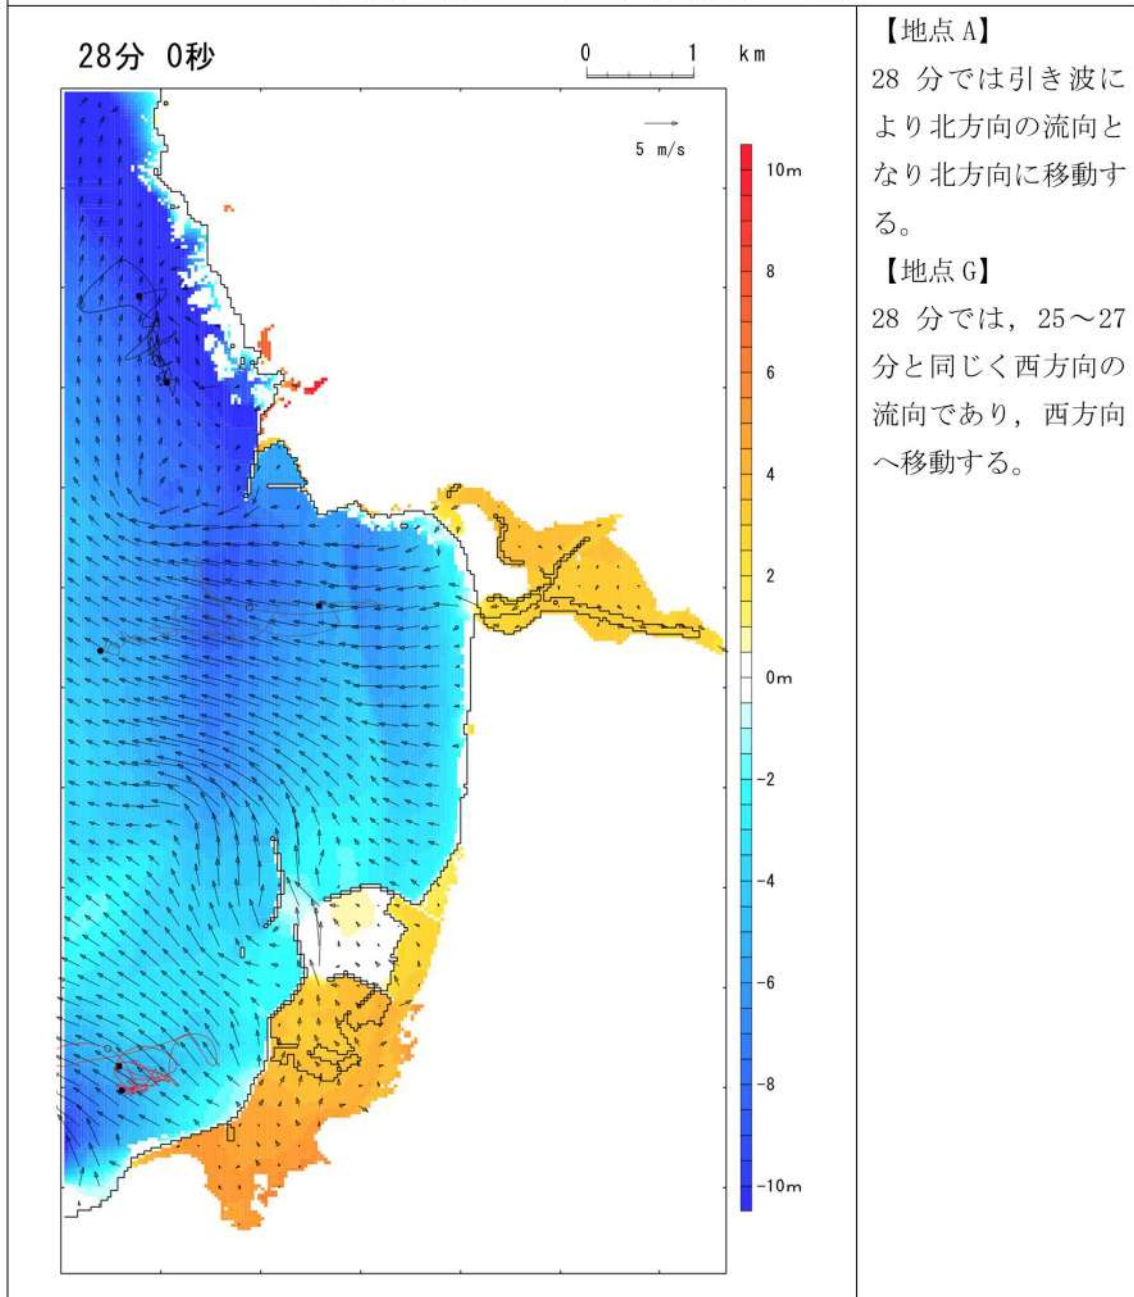 28分 0秒
0 1 km
5 m/s
10m
8
6
4
2
0m
-2
-4
-6
-8
-10m
【地点 A】
28 分では引き波に
より北方向の流向と
なり北方向に移動す
る。
【地点 G】
28 分では，25～27
分と同じく西方向の
流向であり，西方向
へ移動する。